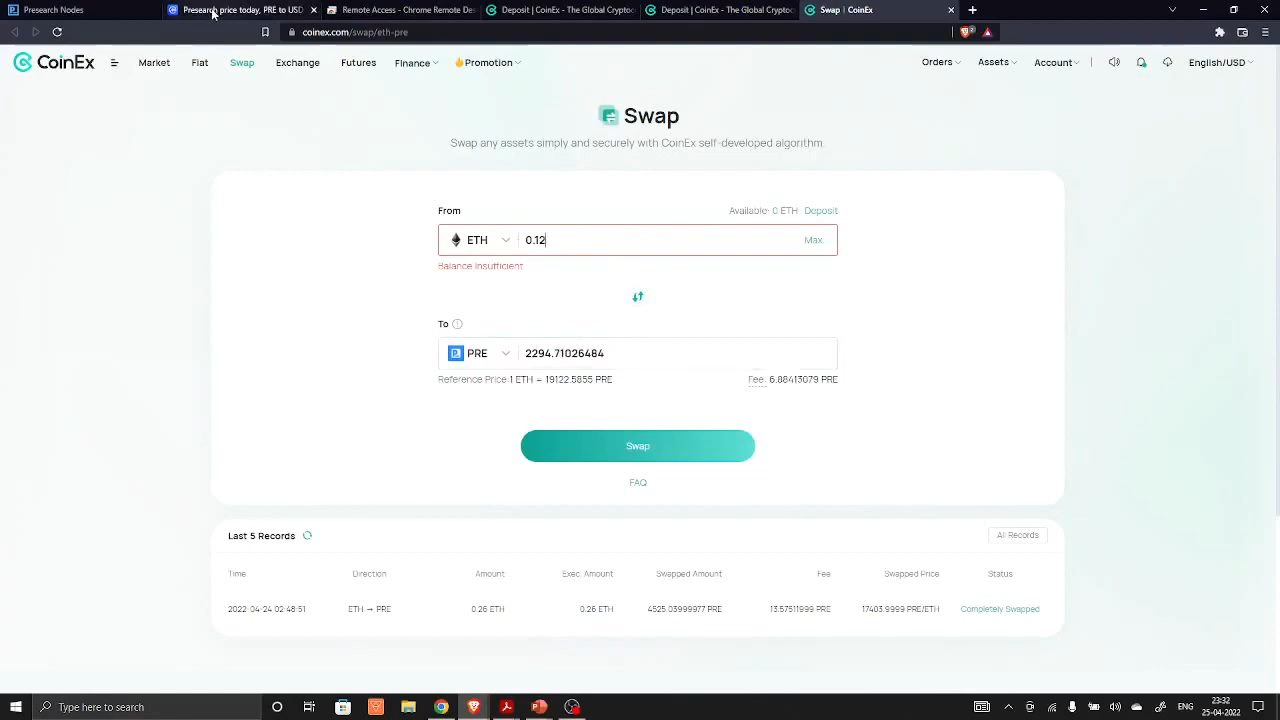 Presearch Nodes
Presearch price today, PRE to USD
Remote Access - Chrome Remote Des
Deposit | CoinEx - The Global Crypto
Deposit | CoinEx - The Global Crypto
Swap | CoinEx
coinex.com/swap/eth-pre
2
CoinEx
Market
Fiat
Swap
Exchange
Futures
Finance
Promotion
Orders
Assets
Account
English/USD
Swap
Swap any assets simply and securely with CoinEx self-developed algorithm.
From
Available: 0 ETH Deposit
ETH
0.12
Max.
Balance Insufficient
To
PRE
2294.71026484
Reference Price:1 ETH = 19122.5855 PRE
Fee: 6.88413079 PRE
Swap
FAQ
Last 5 Records
All Records
Time Direction Amount Exec. Amount Swapped Amount Fee Swapped Price Status
2022-04-24 02:48:51 ETH → PRE 0.26 ETH 0.26 ETH 4525.03999977 PRE 13.57511999 PRE 17403.9999 PRE/ETH Completely Swapped
Type here to search
ENG
23:32
25-04-2022